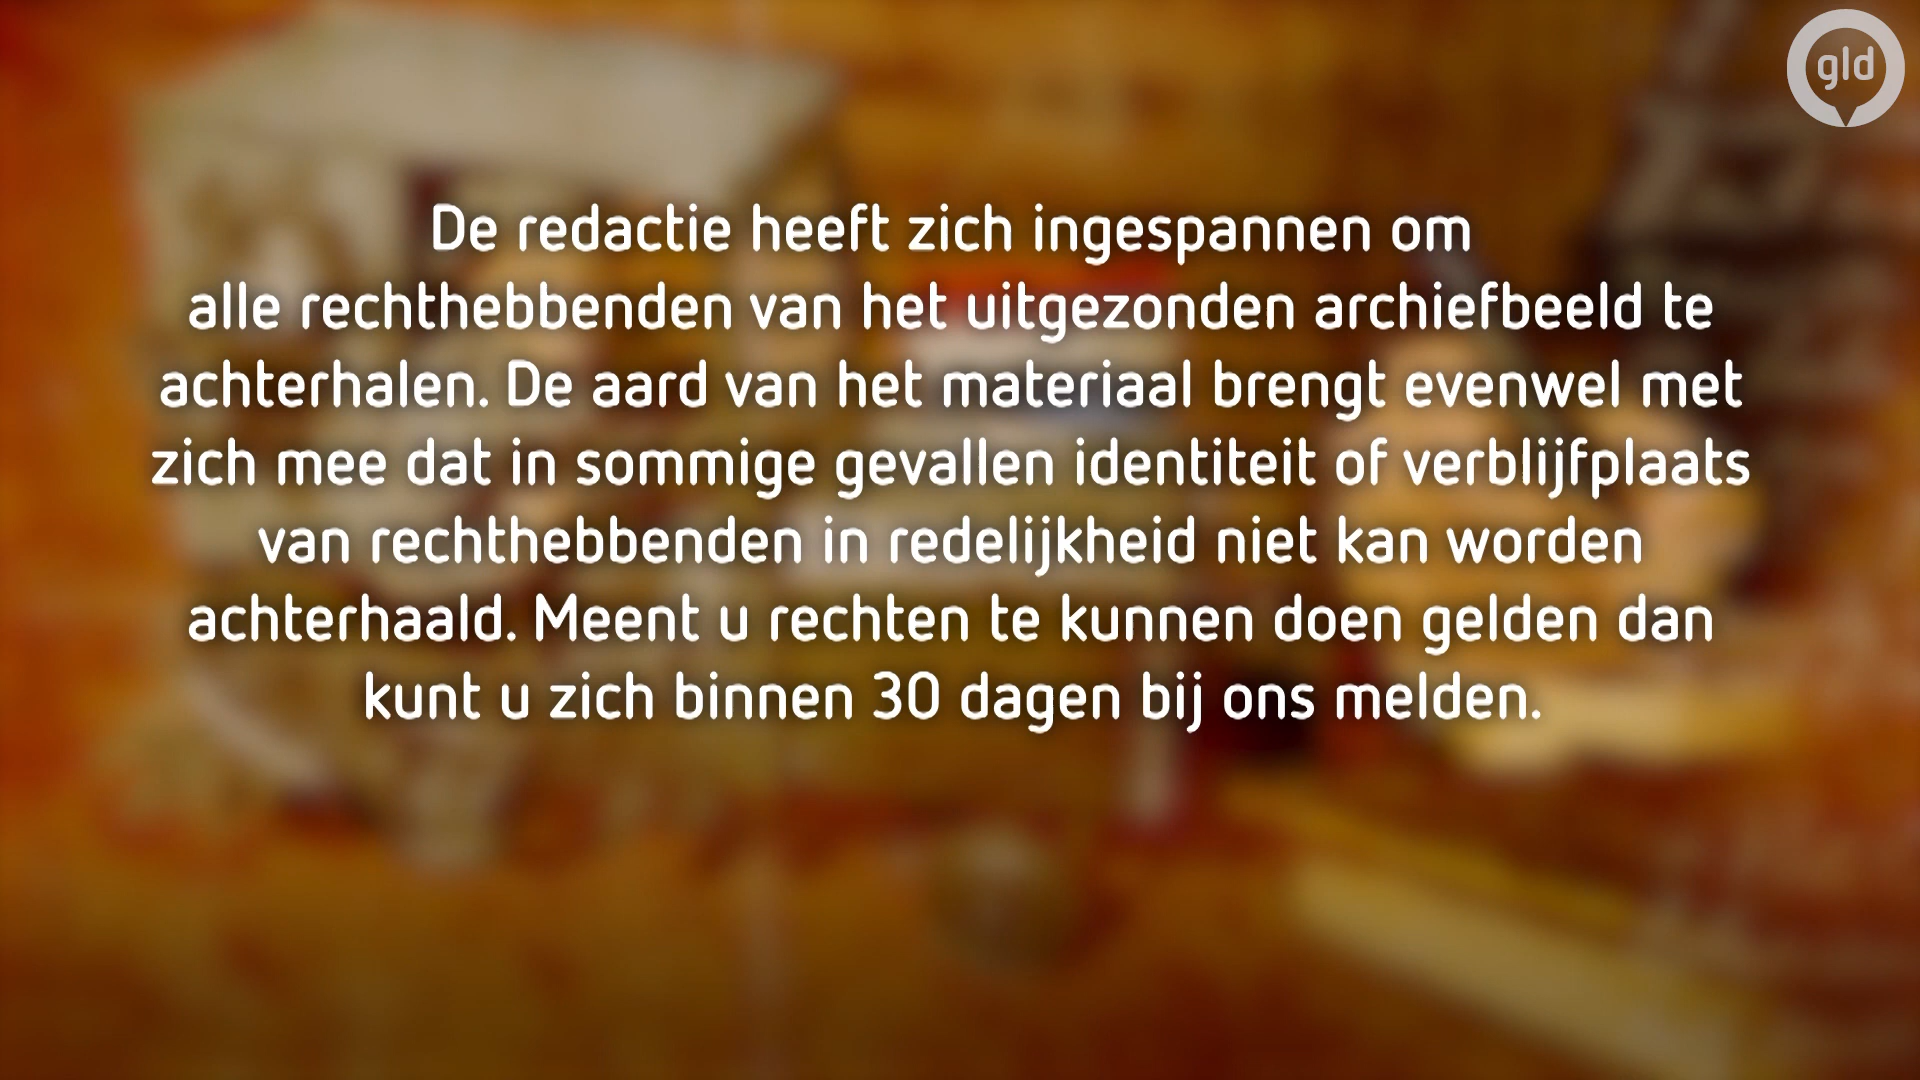 gld
De redactie heeft zich ingespannen om
alle rechthebbenden van het uitgezonden archiefbeeld te
achterhalen. De aard van het materiaal brengt evenwel met
zich mee dat in sommige gevallen identiteit of verblijfplaats
van rechthebbenden in redelijkheid niet kan worden
achterhaald. Meent u rechten te kunnen doen gelden dan
kunt u zich binnen 30 dagen bij ons melden.